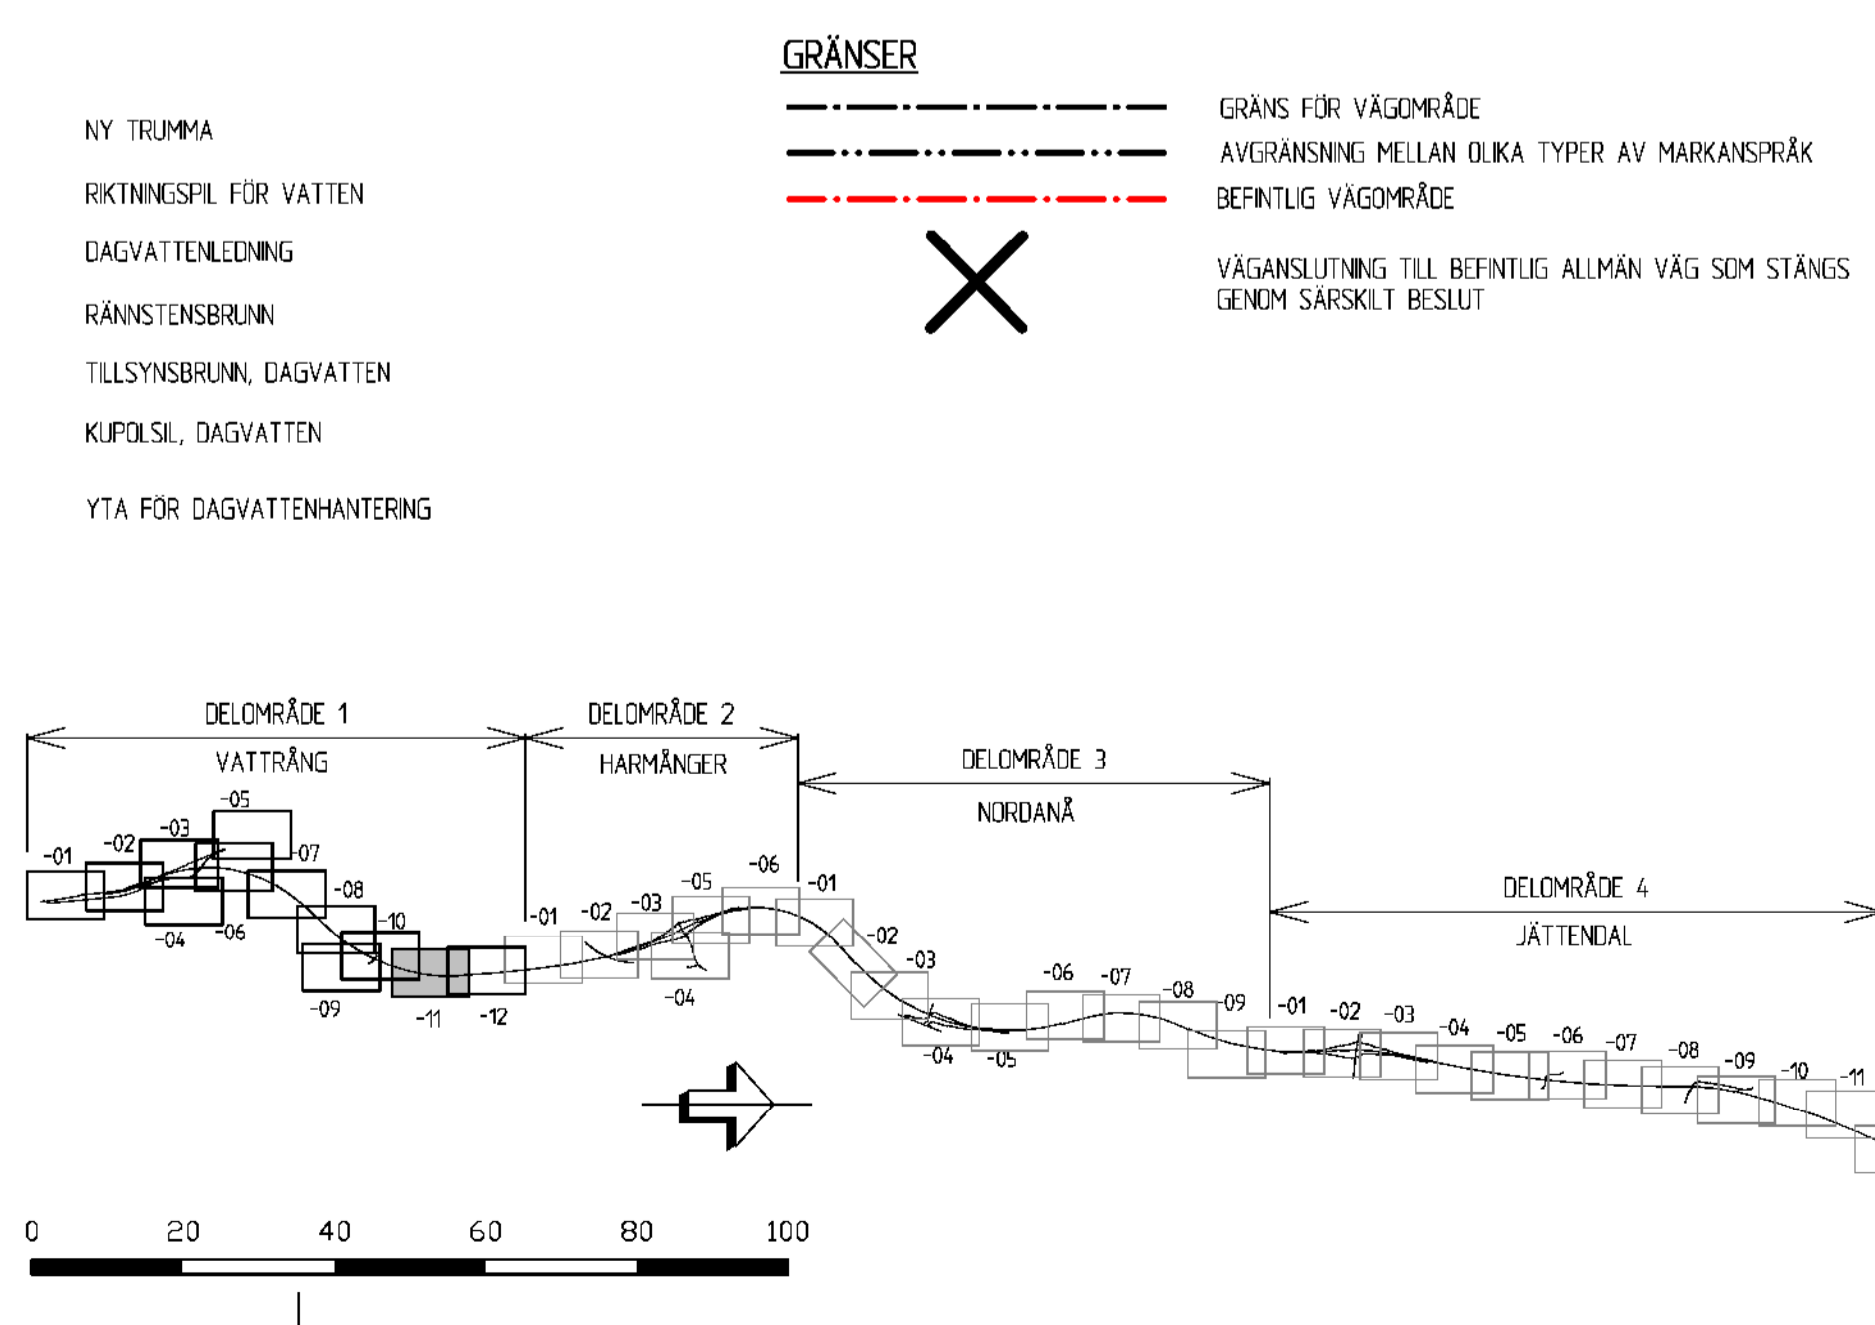 GRÄNSER
NY TRUMMA
RIKTNINGSPIL FÖR VATTEN
DAGVATTENLEDNING
RÄNNSTENSBRUNN
TILLSYNSBRUNN, DAGVATTEN
KUPOLSIL, DAGVATTEN
YTA FÖR DAGVATTENHANTERING
GRÄNS FÖR VÄGOMRÅDE
AVGRÄNSNING MELLAN OLIKA TYPER AV MARKANSPRÅK
BEFINTLIG VÄGOMRÅDE
VÄGANSLUTNING TILL BEFINTLIG ALLMÄN VÄG SOM STÄNGS
GENOM SÄRSKILT BESLUT
DELOMRÅDE 1
VATTRÅNG
-01
-02
-03
-04
-05
-06
-07
-08
-09
-10
-11
-12
DELOMRÅDE 2
HARMÅNGER
-01
-02
-03
-04
-05
-06
DELOMRÅDE 3
NORDANÅ
-01
-02
-03
-04
-05
-06
-07
-08
-09
DELOMRÅDE 4
JÄTTENDAL
-01
-02
-03
-04
-05
-06
-07
-08
-09
-10
-11
0 20 40 60 80 100